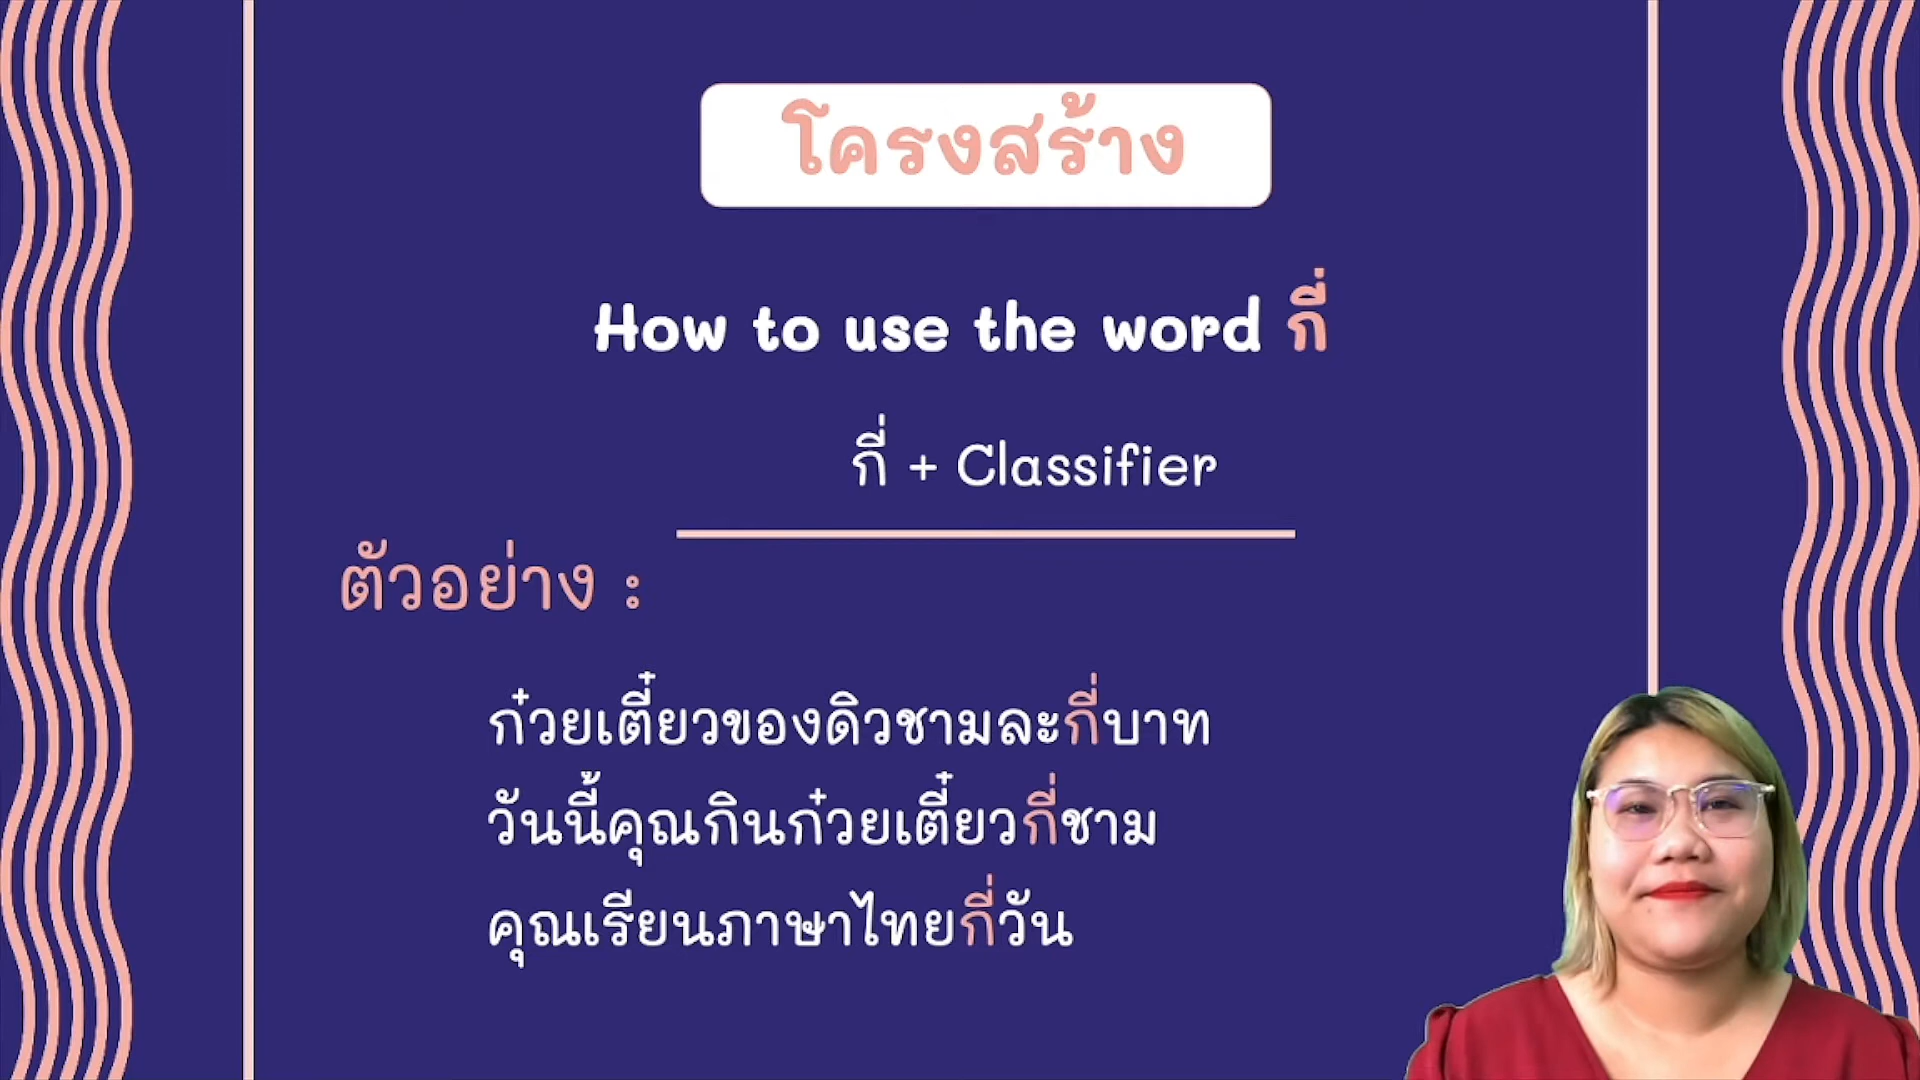 โครงสร้าง
How to use the word กี่
กี่ + Classifier
ตัวอย่าง :
ก๋วยเตี๋ยวของดิวชามละกี่บาท
วันนี้คุณกินก๋วยเตี๋ยวกี่ชาม
คุณเรียนภาษาไทยกี่วัน